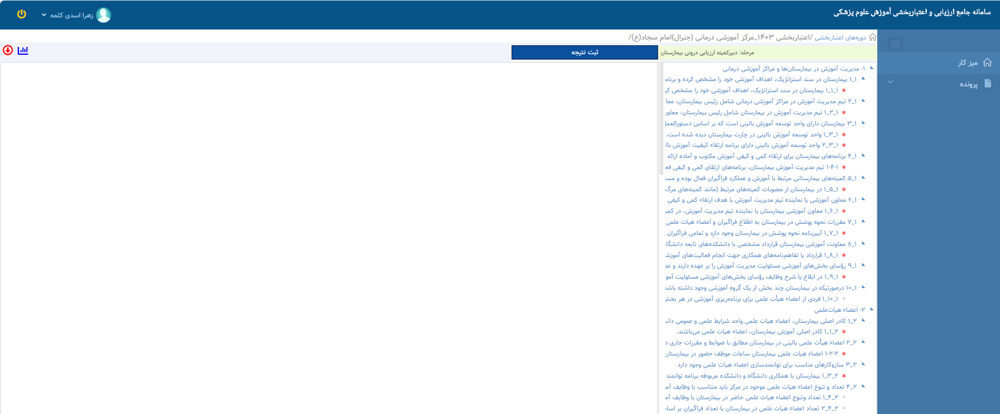 سامانه جامع ارزیابی و اعتباربخشی آموزش علوم پزشکی
زهرا اسدی کلمه
دوره‌های اعتباربخشی /اعتباربخشی ۱۴۰۳_مرکز آموزشی درمانی (جنرال)امام سجاد(ع)/
میز کار
پرونده
مرحله: دبیرکمیته ارزیابی درونی بیمارستان
ثبت نتیجه
۱- مدیریت آموزش در بیمارستان‌ها و مراکز آموزشی درمانی
۱_۱ بیمارستان در سند استراتژیک، اهداف آموزشی خود را مشخص کرده و برنامه
۱_۱_۱ بیمارستان در سند استراتژیک، اهداف آموزشی خود را مشخص کر
۱_۲ تیم مدیریت آموزش در مراکز آموزشی درمانی شامل رئیس بیمارستان، معا
۱_۲_۱ تیم مدیریت آموزش در بیمارستان شامل رئیس بیمارستان، معاون
۱_۳ بیمارستان دارای واحد توسعه آموزش بالینی است که بر اساس دستورالعمل
۱_۳_۱ واحد توسعه آموزش بالینی در چارت بیمارستان دیده شده است.
۱_۳_۲ واحد توسعه آموزش بالینی دارای برنامه ارتقاء کیفیت آموزش بالی
۱_۴ برنامه‌های بیمارستان برای ارتقاء کمی و کیفی آموزش مکتوب و آماده ارائه
۱-۴-۱ تیم مدیریت آموزش بیمارستان، برنامه‌های ارتقای کمی و کیفی فعا
۱_۵ کمیته‌های بیمارستانی مرتبط با آموزش و عملکرد فراگیران فعال بوده و مست
۱_۵_۱ در بیمارستان از مصوبات کمیته‌های مرتبط (مانند کمیته‌های مرگ
۱_۶ معاون آموزشی یا نماینده تیم مدیریت آموزش با هدف ارتقاء کمی و کیفی
۱_۶_۱ معاون آموزشی بیمارستان یا نماینده تیم مدیریت آموزش، در کمیته
۱_۷ مقررات نحوه پوشش در بیمارستان به اطلاع فراگیران و اعضاء هیات علمی
۱_۷_۱ آیین‌نامه نحوه پوشش در بیمارستان وجود دارد و تمامی فراگیران
۱_۸ معاونت آموزشی بیمارستان قرارداد مشخصی با دانشکده‌های تابعه دانشگاه
۱_۸_۱ قرارداد یا تفاهم‌نامه‌های همکاری جهت انجام فعالیت‌های آموزشی
۱_۹ رؤسای بخش‌های آموزشی مسئولیت مدیریت آموزش را بر عهده دارند و عم
۱_۹_۱ در ابلاغ یا شرح وظایف رؤسای بخش‌های آموزشی مسئولیت آمو
۱_۱۰ درصورتیکه در بیمارستان چند بخش از یک گروه آموزشی وجود داشته باشد
۱_۱۰_۱ فردی از اعضاء هیأت علمی برای برنامه‌ریزی آموزشی در هر بخش
۲- اعضاء هیات‌علمی
۲_۱ کادر اصلی بیمارستان، اعضاء هیات علمی واجد شرایط علمی و عمومی دانش
۲_۱_۱ کادر اصلی آموزش بیمارستان، اعضاء هیات علمی می‌باشند.
۲_۲ اعضاء هیأت علمی بالینی در بیمارستان مطابق با ضوابط و مقررات جاری د
۲-۲-۱ اعضاء هیات علمی بیمارستان ساعات موظف حضور در بیمارستان
۲_۳ سازوکارهای مناسب برای توانمندسازی اعضاء هیات علمی وجود دارد
۲_۳_۱ بیمارستان با همکاری دانشگاه و دانشکده مربوطه برنامه توانمند
۲_۴ تعداد و تنوع اعضاء هیات علمی موجود در مرکز باید متناسب با وظایف آمو
۲_۴_۱ تعداد وتنوع اعضاء هیات علمی حاضر در بیمارستان با وظایف آم
۲_۴_۲ تعداد اعضاء هیات علمی در بیمارستان با تعداد فراگیران بر اساس